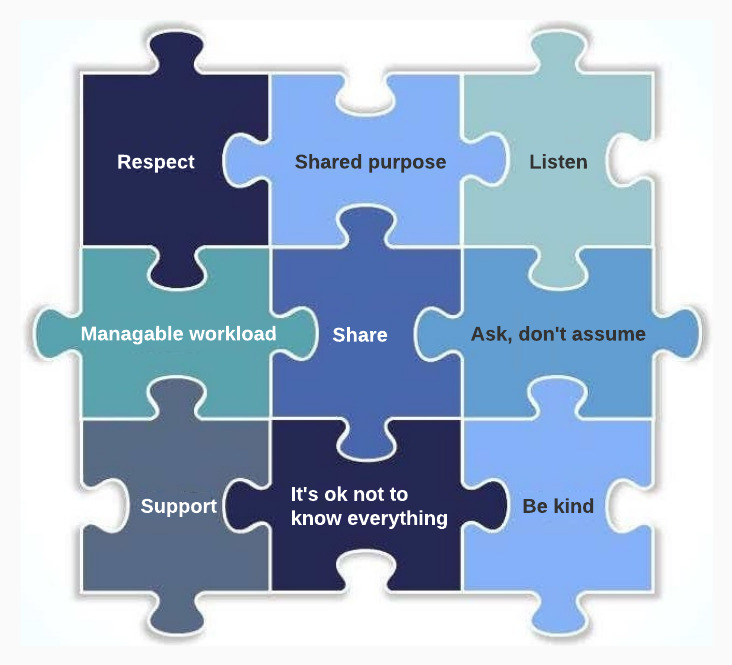 Respect
Shared purpose
Listen
Managable workload
Share
Ask, don't assume
Support
It's ok not to
know everything
Be kind